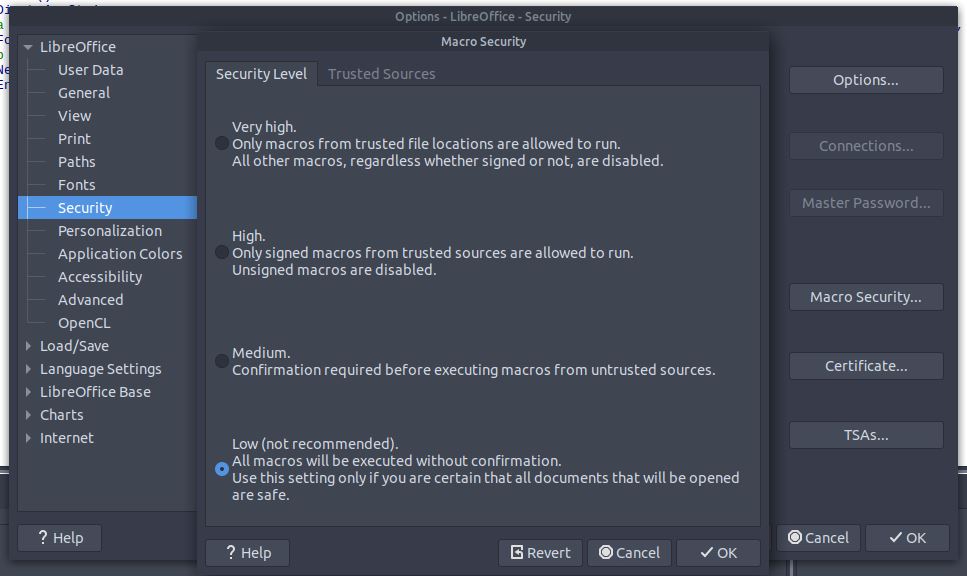 Options - LibreOffice - Security
Macro Security
LibreOffice
User Data
General
View
Print
Paths
Fonts
Security
Personalization
Application Colors
Accessibility
Advanced
OpenCL
Load/Save
Language Settings
LibreOffice Base
Charts
Internet
Security Level
Trusted Sources
Very high.
Only macros from trusted file locations are allowed to run.
All other macros, regardless whether signed or not, are disabled.
High.
Only signed macros from trusted sources are allowed to run.
Unsigned macros are disabled.
Medium.
Confirmation required before executing macros from untrusted sources.
Low (not recommended).
All macros will be executed without confirmation.
Use this setting only if you are certain that all documents that will be opened
are safe.
Options...
Connections...
Master Password...
Macro Security...
Certificate...
TSAs...
? Help
? Help
Revert
Cancel
OK
Cancel
OK